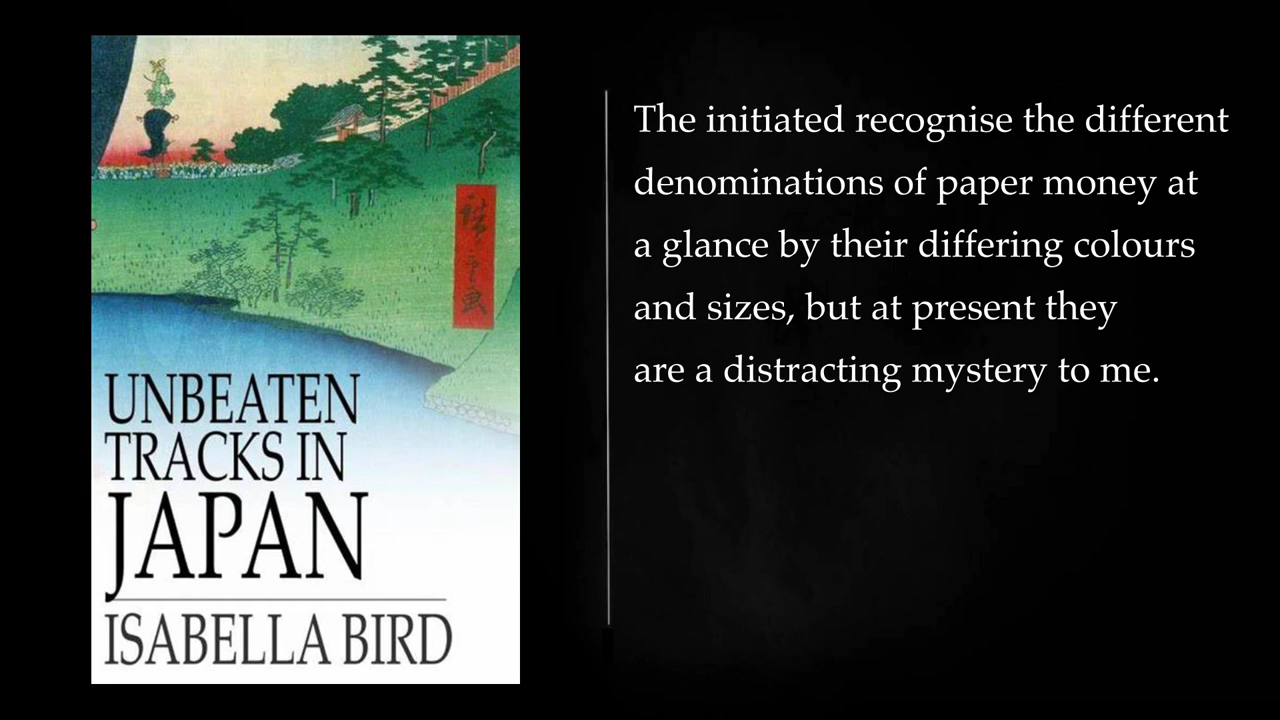 UNBEATEN
TRACKS IN
JAPAN
ISABELLA BIRD
The initiated recognise the different
denominations of paper money at
a glance by their differing colours
and sizes, but at present they
are a distracting mystery to me.